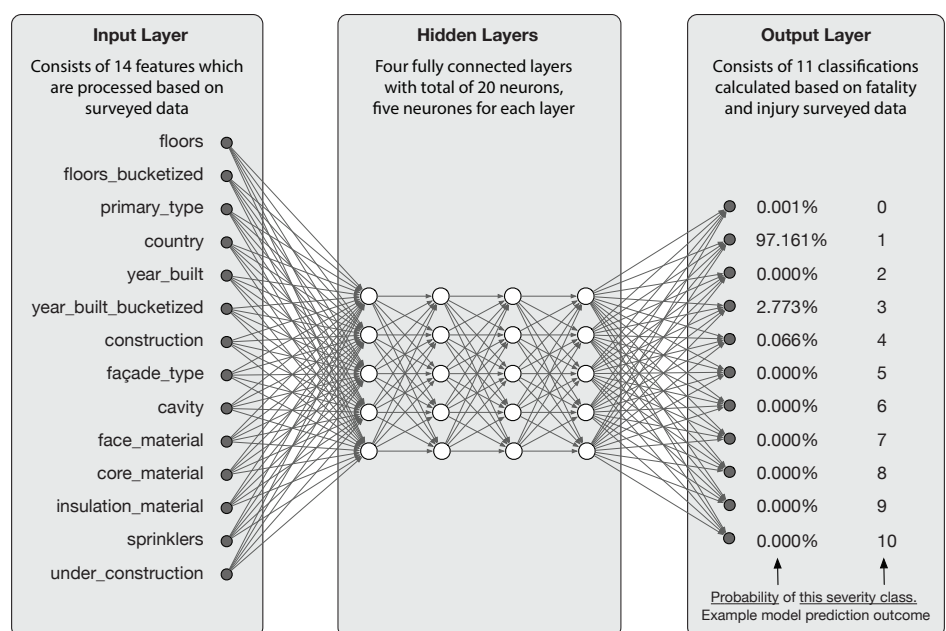 Input Layer
Consists of 14 features which
are processed based on
surveyed data
floors
floors_bucketized
primary_type
country
year_built
year_built_bucketized
construction
façade_type
cavity
face_material
core_material
insulation_material
sprinklers
under_construction
Hidden Layers
Four fully connected layers
with total of 20 neurons,
five neurones for each layer
Output Layer
Consists of 11 classifications
calculated based on fatality
and injury surveyed data
0.001% 0
97.161% 1
0.000% 2
2.773% 3
0.066% 4
0.000% 5
0.000% 6
0.000% 7
0.000% 8
0.000% 9
0.000% 10
Probability of this severity class.
Example model prediction outcome